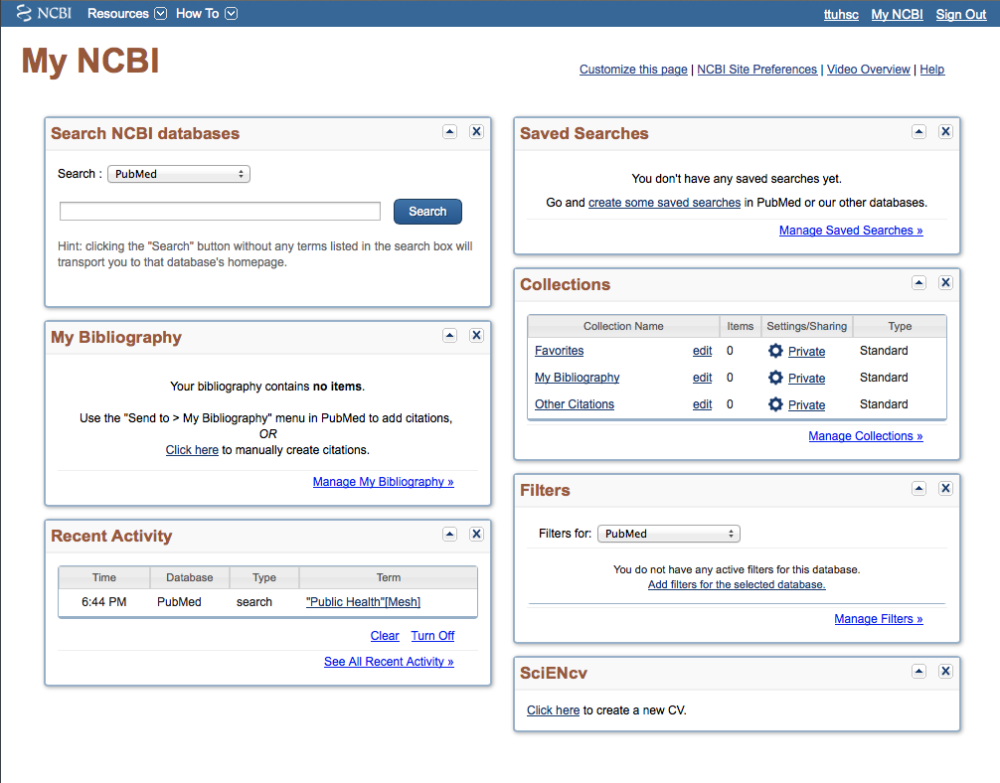 NCBI Resources How To ttuhsc My NCBI Sign Out
My NCBI
Customize this page | NCBI Site Preferences | Video Overview | Help
Search NCBI databases
Search : PubMed
Search
Hint: clicking the "Search" button without any terms listed in the search box will
transport you to that database's homepage.
My Bibliography
Your bibliography contains no items.
Use the "Send to > My Bibliography" menu in PubMed to add citations,
OR
Click here to manually create citations.
Manage My Bibliography »
Recent Activity
Time Database Type Term
6:44 PM PubMed search "Public Health"[Mesh]
Clear Turn Off
See All Recent Activity »
Saved Searches
You don't have any saved searches yet.
Go and create some saved searches in PubMed or our other databases.
Manage Saved Searches »
Collections
Collection Name Items Settings/Sharing Type
Favorites edit 0 Private Standard
My Bibliography edit 0 Private Standard
Other Citations edit 0 Private Standard
Manage Collections »
Filters
Filters for: PubMed
You do not have any active filters for this database.
Add filters for the selected database.
Manage Filters »
SciENcv
Click here to create a new CV.